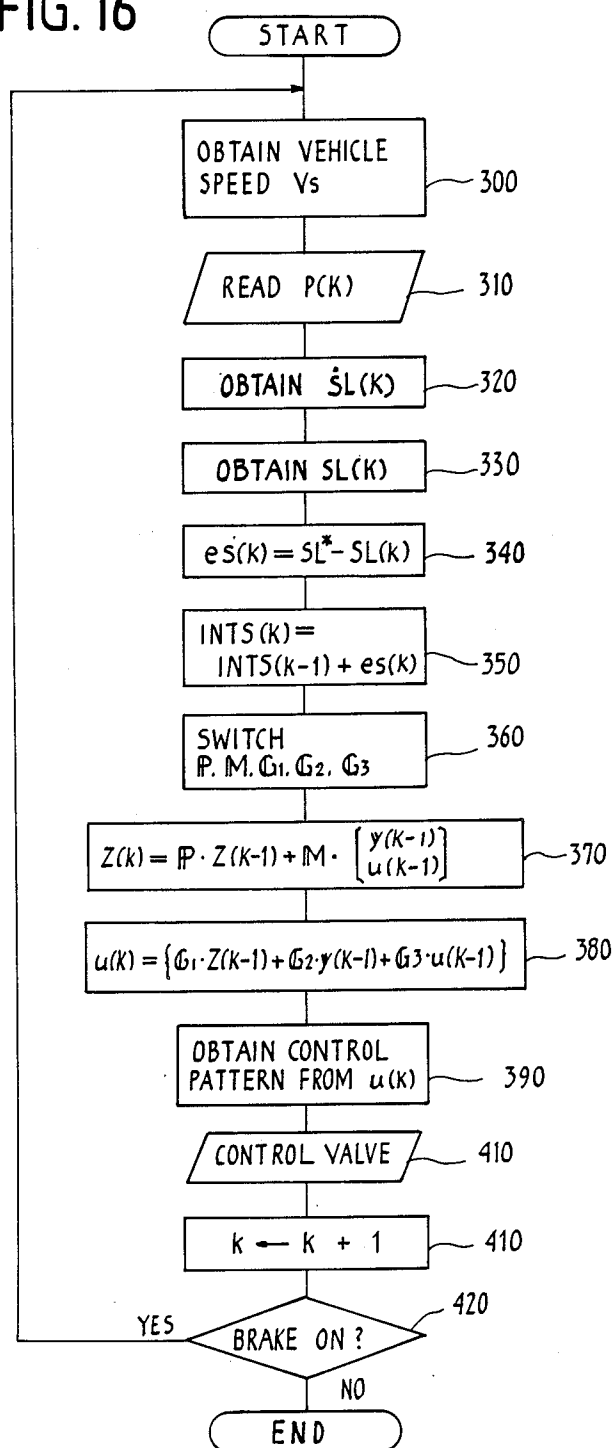 FIG. 16
START
OBTAIN VEHICLE
SPEED Vs
300
READ P(K)
310
OBTAIN ṠL(K)
320
OBTAIN SL(K)
330
es(k) = SL* - SL(k)
340
INTS(k) =
INTS(k-1) + es(k)
350
SWITCH
ℙ. 𝕄. 𝔾1. 𝔾2. 𝔾3
360
Z(k) = ℙ · Z(k-1) + 𝕄 · [y(k-1)
u(k-1)]
370
u(k) = {𝔾1·Z(k-1)+𝔾2·y(k-1)+𝔾3·u(k-1)}
380
OBTAIN CONTROL
PATTERN FROM u(k)
390
CONTROL VALVE
410
k ← k + 1
410
420
YES
BRAKE ON ?
NO
END